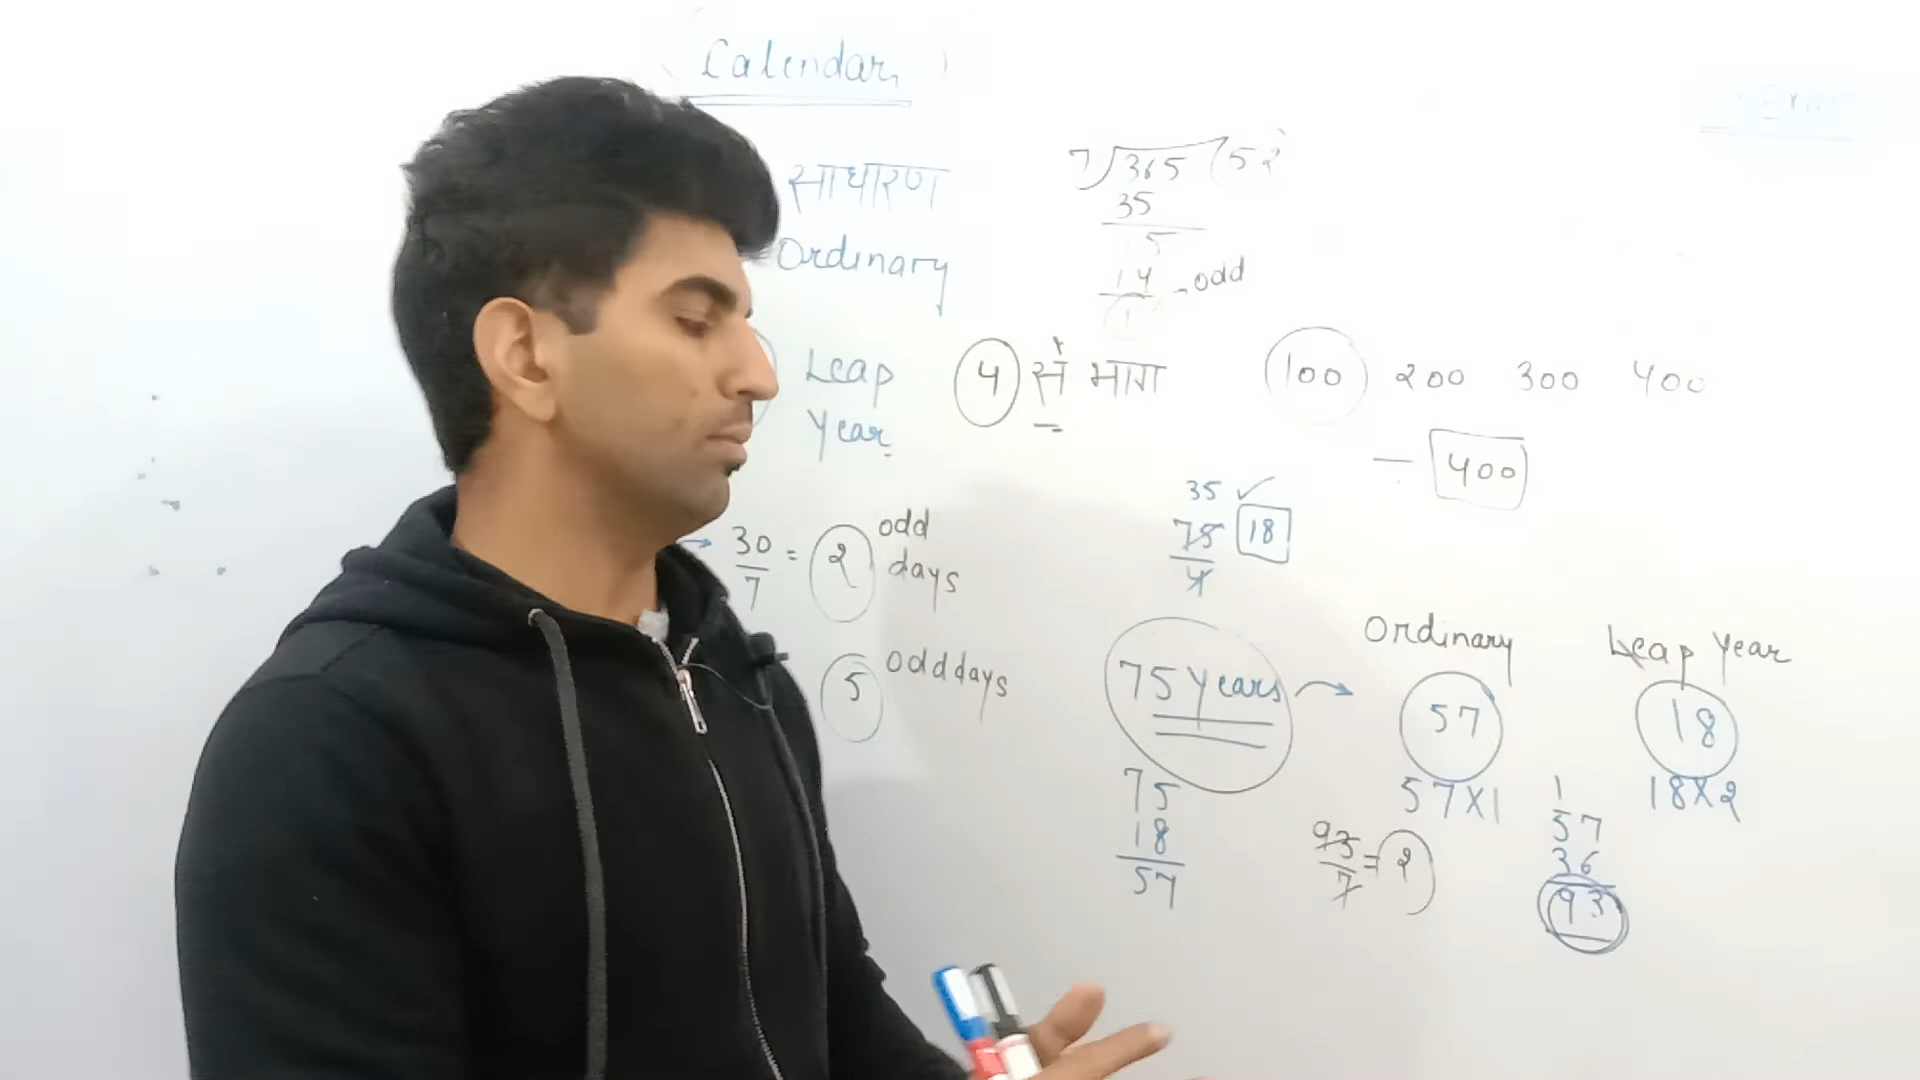 Calendar
साधारण
Ordinary
7)365(52
35
15
14 → odd
1
Leap
Year
4 से भाग
100 200 300 400
— 400
→ 30/7 = 2 odd days
5 odd days
35 ✓
75/4 18
75 Years →
Ordinary
57
57X1
Leap Year
18
18X2
75
18
57
93/7 = 2
1
57
36
93